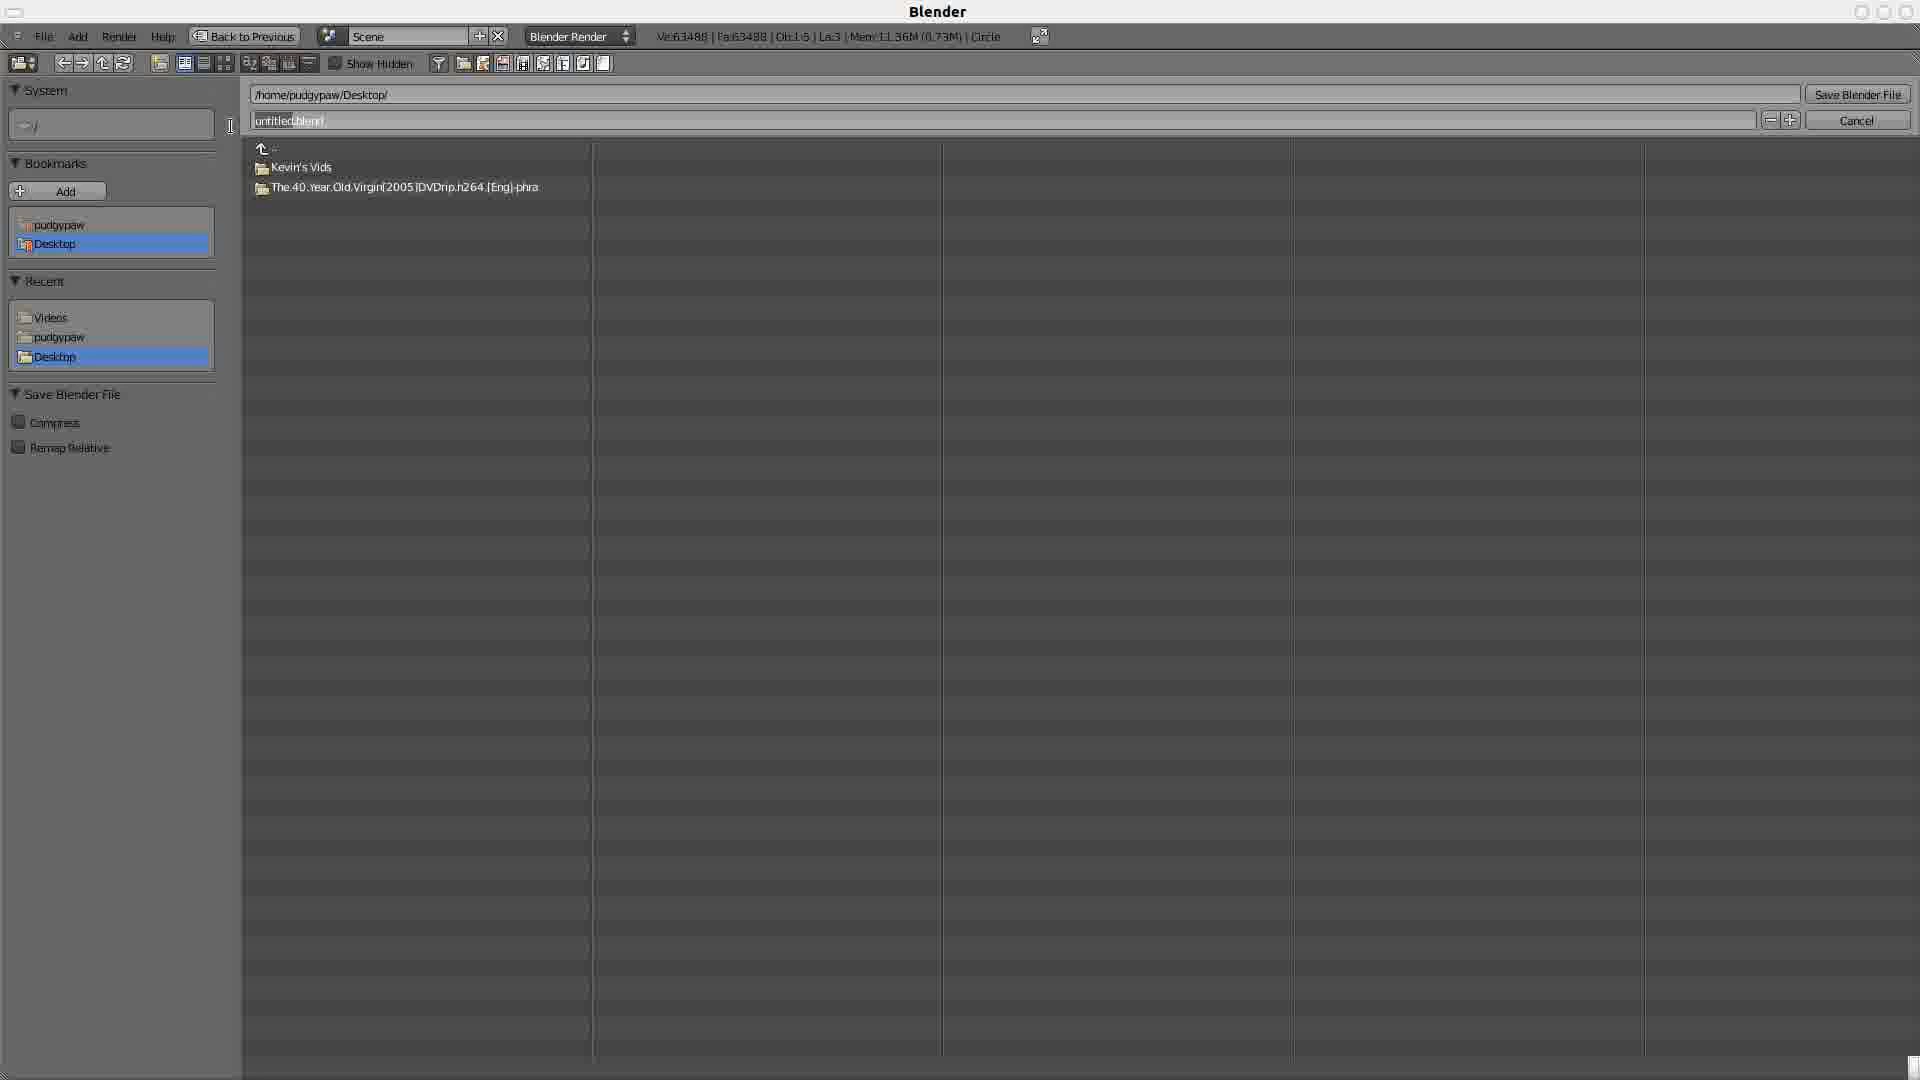 Blender
File Add Render Help Back to Previous Scene Blender Render Ve:63488 | Fa:63488 | Ob:1-5 | La:3 | Mem:11.36M (0.73M) | Circle
Show Hidden
System
/home/pudgypaw/Desktop/ Save Blender File
/
untitled.blend Cancel
..
Bookmarks
Kevin's Vids
Add
The.40.Year.Old.Virgin[2005]DVDrip.h264.[Eng]-phra
pudgypaw
Desktop
Recent
Videos
pudgypaw
Desktop
Save Blender File
Compress
Remap Relative